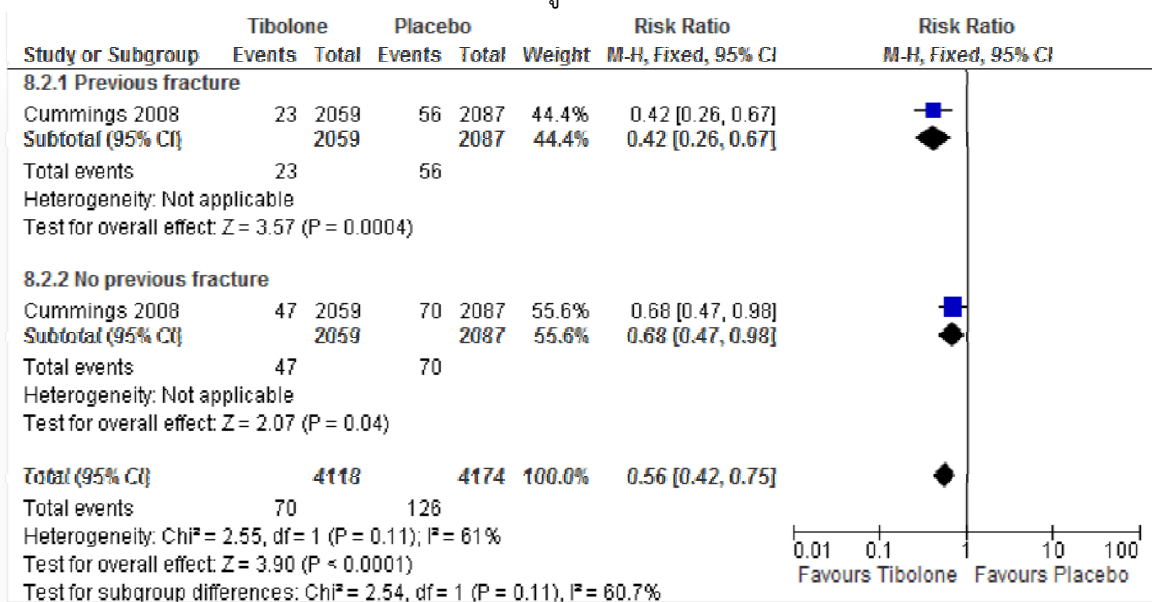 Tibolone Placebo Risk Ratio Risk Ratio
Study or Subgroup Events Total Events Total Weight M-H, Fixed, 95% CI M-H, Fixed, 95% CI
8.2.1 Previous fracture
Cummings 2008 23 2059 56 2087 44.4% 0.42 [0.26, 0.67]
Subtotal (95% CI) 2059 2087 44.4% 0.42 [0.26, 0.67]
Total events 23 56
Heterogeneity: Not applicable
Test for overall effect: Z = 3.57 (P = 0.0004)
8.2.2 No previous fracture
Cummings 2008 47 2059 70 2087 55.6% 0.68 [0.47, 0.98]
Subtotal (95% CI) 2059 2087 55.6% 0.68 [0.47, 0.98]
Total events 47 70
Heterogeneity: Not applicable
Test for overall effect: Z = 2.07 (P = 0.04)
Total (95% CI) 4118 4174 100.0% 0.56 [0.42, 0.75]
Total events 70 126
Heterogeneity: Chi² = 2.55, df = 1 (P = 0.11); I² = 61%
Test for overall effect: Z = 3.90 (P < 0.0001)
Test for subgroup differences: Chi² = 2.54, df = 1 (P = 0.11), I² = 60.7%
0.01 0.1 1 10 100
Favours Tibolone Favours Placebo